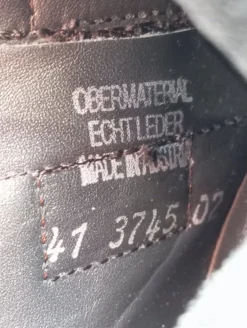 OBERMATERIAL
ECHT LEDER
MADE IN AUSTRIA
41 3745 02